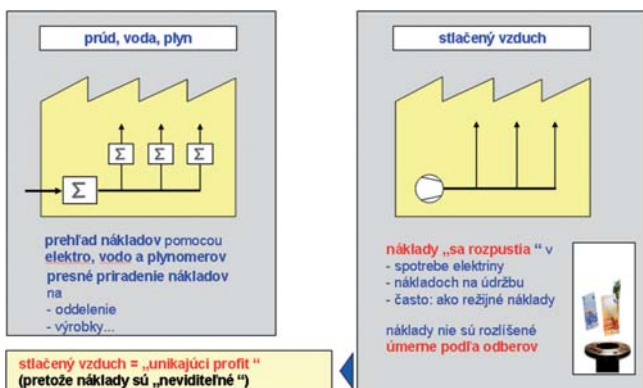 prúd, voda, plyn
Σ
Σ
Σ
Σ
prehľad nákladov pomocou
elektro, vodo a plynomerov
presné priradenie nákladov
na
- oddelenie
- výrobky...
stlačený vzduch
náklady „sa rozpustia “ v
- spotrebe elektriny
- nákladoch na údržbu
- často: ako režijné náklady
náklady nie sú rozlíšené
úmerne podľa odberov
stlačený vzduch = „unikajúci profit “
(pretože náklady sú „neviditeľné “)